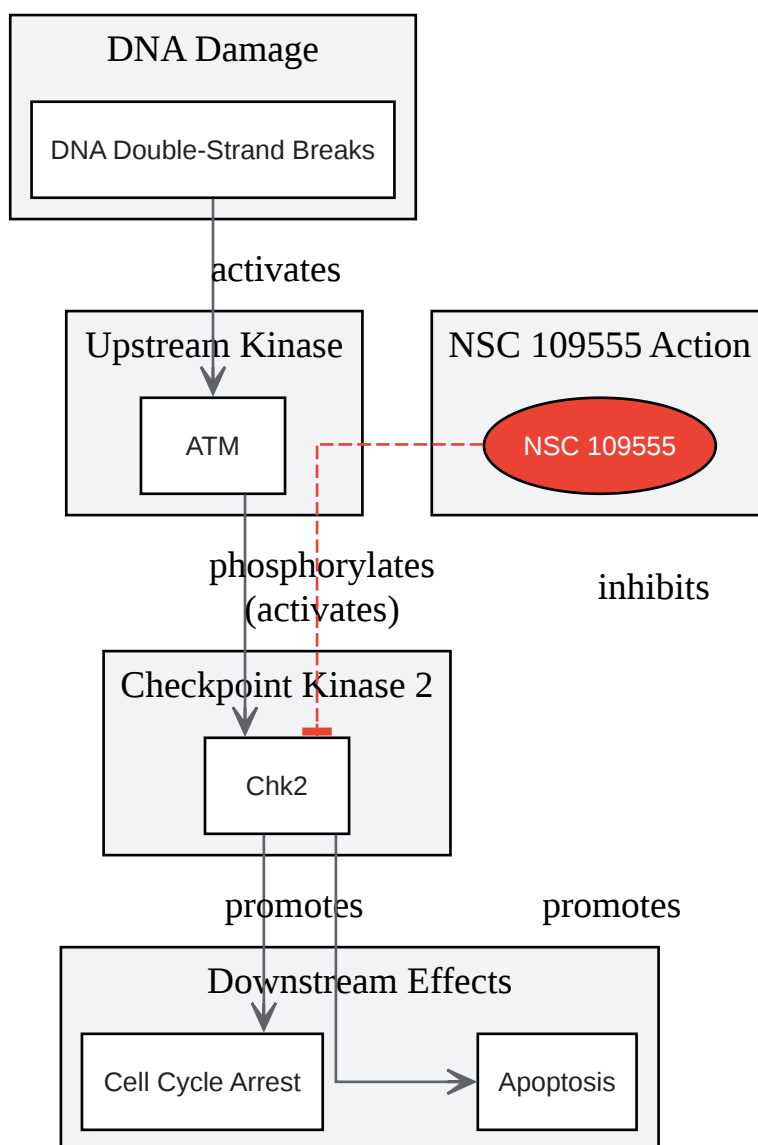 DNA Damage
DNA Double-Strand Breaks
activates
Upstream Kinase
NSC 109555 Action
ATM
NSC 109555
phosphorylates
(activates)
inhibits
Checkpoint Kinase 2
Chk2
promotes
promotes
Downstream Effects
Cell Cycle Arrest
Apoptosis